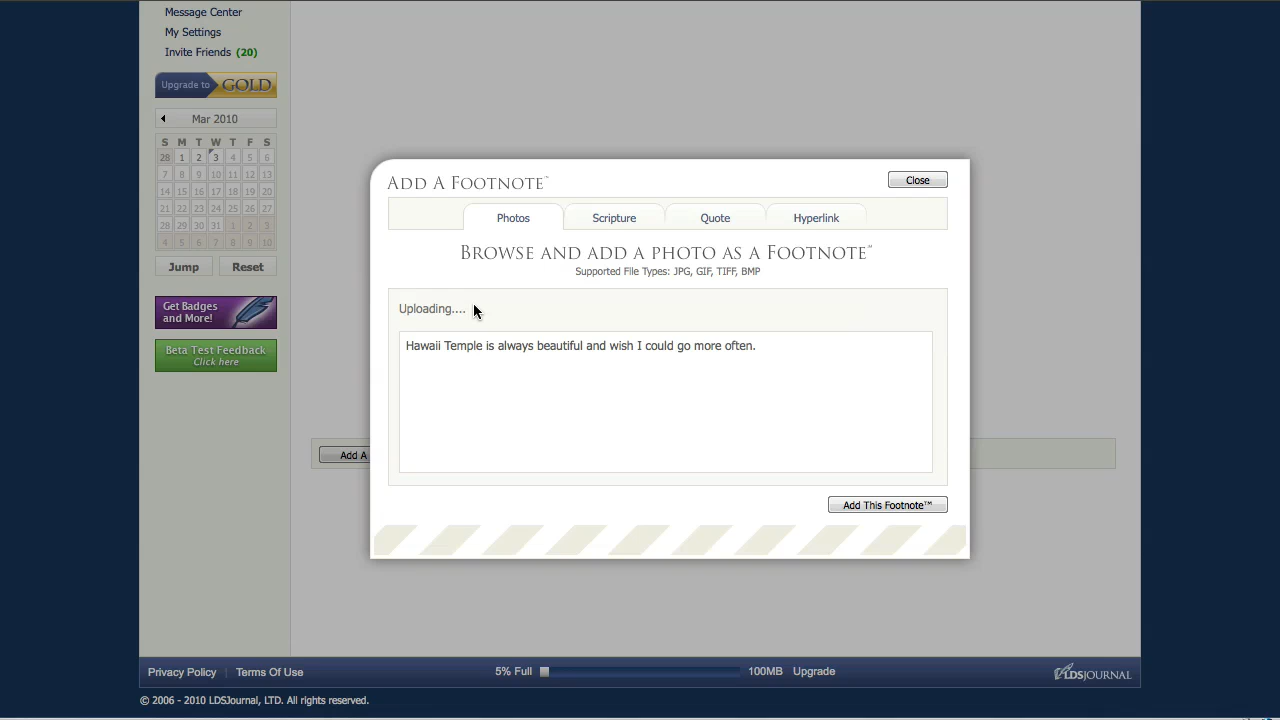 Message Center
My Settings
Invite Friends (20)
Upgrade to GOLD
Mar 2010
S M T W T F S
28 1 2 3 4 5 6
7 8 9 10 11 12 13
14 15 16 17 18 19 20
21 22 23 24 25 26 27
28 29 30 31 1 2 3
4 5 6 7 8 9 10
Jump Reset
Get Badges
and More!
Beta Test Feedback
Click here
ADD A FOOTNOTE™
Close
Photos Scripture Quote Hyperlink
BROWSE AND ADD A PHOTO AS A FOOTNOTE™
Supported File Types: JPG, GIF, TIFF, BMP
Uploading....
Hawaii Temple is always beautiful and wish I could go more often.
Add A
Add This Footnote™
Privacy Policy | Terms Of Use
5% Full 100MB Upgrade
LDSJOURNAL
© 2006 - 2010 LDSJournal, LTD. All rights reserved.